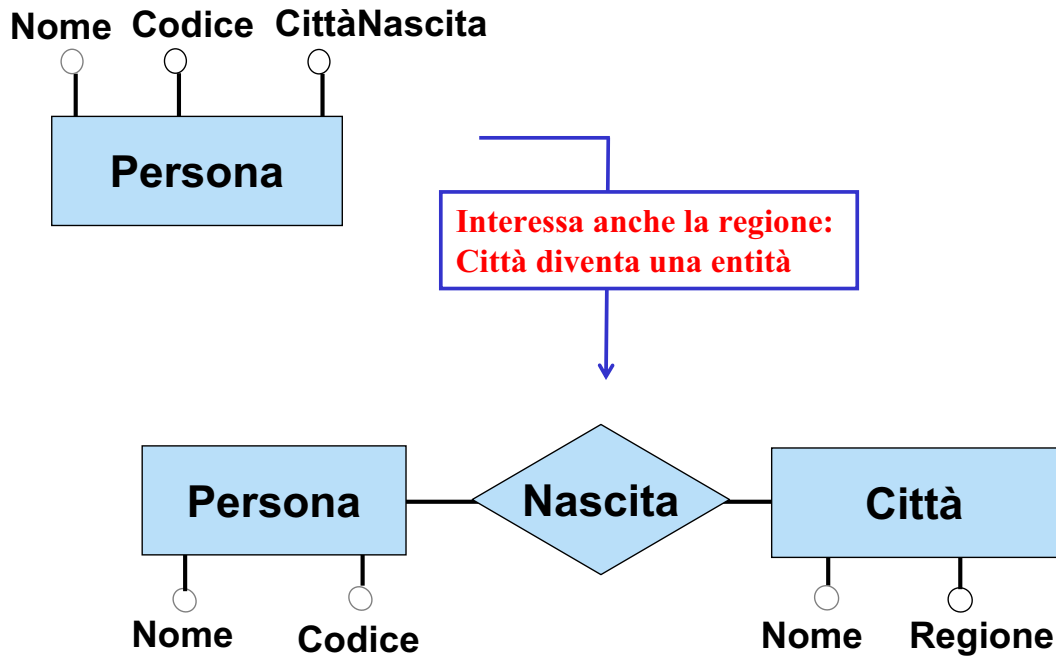 Nome Codice CittàNascita
Persona
Interessa anche la regione:
Città diventa una entità
Persona Nascita Città
Nome Codice Nome Regione